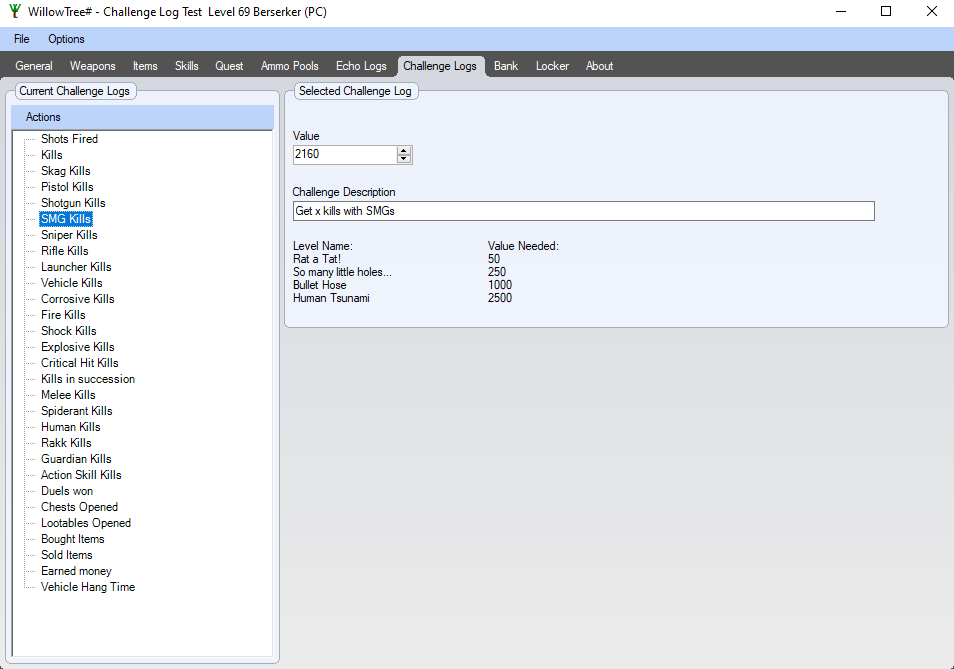 WillowTree# - Challenge Log Test  Level 69 Berserker (PC)
File Options
General Weapons Items Skills Quest Ammo Pools Echo Logs Challenge Logs Bank Locker About
Current Challenge Logs
Actions
Shots Fired
Kills
Skag Kills
Pistol Kills
Shotgun Kills
SMG Kills
Sniper Kills
Rifle Kills
Launcher Kills
Vehicle Kills
Corrosive Kills
Fire Kills
Shock Kills
Explosive Kills
Critical Hit Kills
Kills in succession
Melee Kills
Spiderant Kills
Human Kills
Rakk Kills
Guardian Kills
Action Skill Kills
Duels won
Chests Opened
Lootables Opened
Bought Items
Sold Items
Earned money
Vehicle Hang Time
Selected Challenge Log
Value
2160
Challenge Description
Get x kills with SMGs
Level Name: Value Needed:
Rat a Tat! 50
So many little holes... 250
Bullet Hose 1000
Human Tsunami 2500